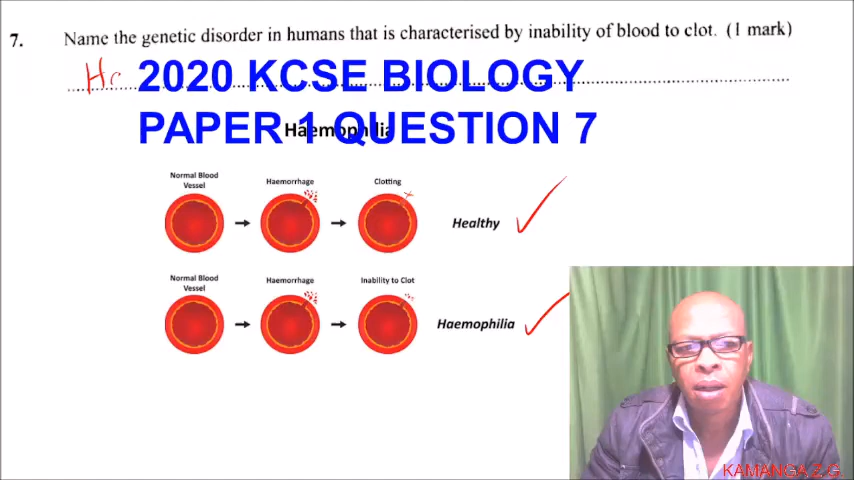 7. Name the genetic disorder in humans that is characterised by inability of blood to clot. (1 mark)
2020 KCSE BIOLOGY
PAPER 1 QUESTION 7
Haemophilia
Normal Blood
Vessel
Haemorrhage
Clotting
Healthy
Normal Blood
Vessel
Haemorrhage
Inability to Clot
Haemophilia
KAMANGA Z.G.